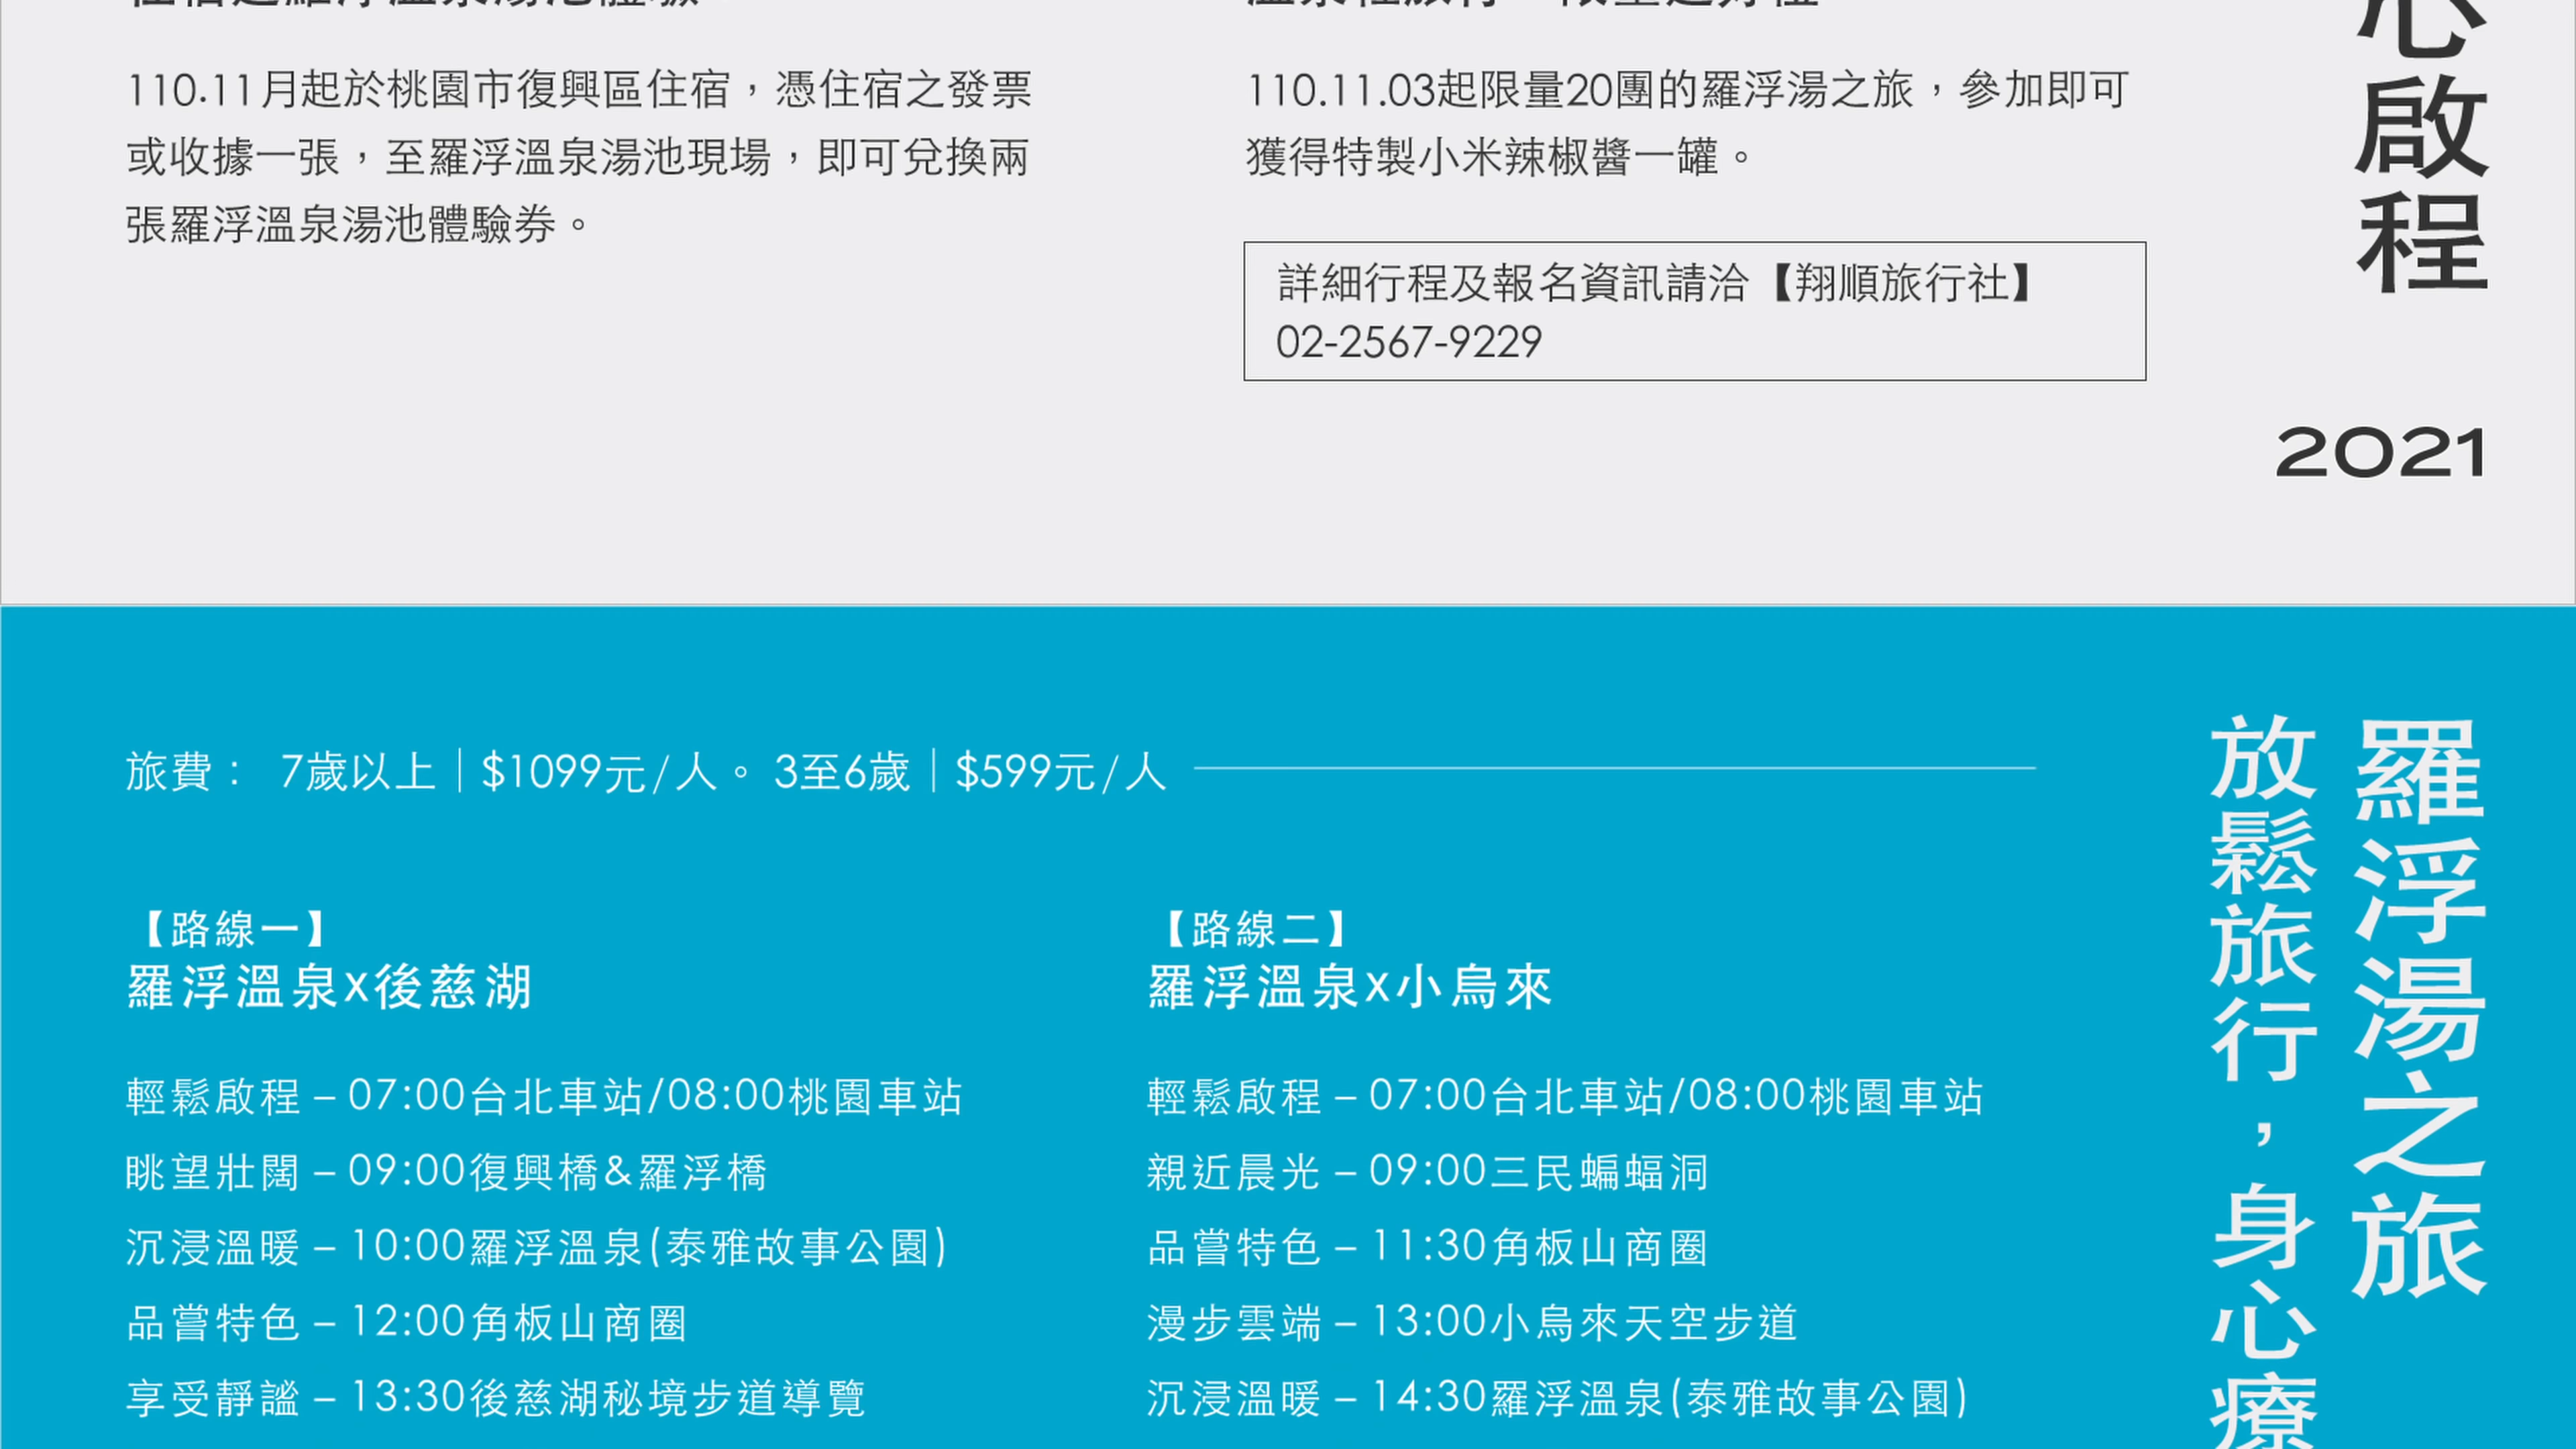 110.11月起於桃園市復興區住宿，憑住宿之發票
或收據一張，至羅浮溫泉湯池現場，即可兌換兩
張羅浮溫泉湯池體驗券。
110.11.03起限量20團的羅浮湯之旅，參加即可
獲得特製小米辣椒醬一罐。
詳細行程及報名資訊請洽【翔順旅行社】
02-2567-9229
心啟程
2021
羅浮湯之旅
放鬆旅行，身心療
旅費： 7歲以上｜$1099元/人。3至6歲｜$599元/人
【路線一】
羅浮溫泉x後慈湖
輕鬆啟程–07:00台北車站/08:00桃園車站
眺望壯闊–09:00復興橋&羅浮橋
沉浸溫暖–10:00羅浮溫泉(泰雅故事公園)
品嘗特色–12:00角板山商圈
享受靜謐–13:30後慈湖秘境步道導覽
【路線二】
羅浮溫泉x小烏來
輕鬆啟程–07:00台北車站/08:00桃園車站
親近晨光–09:00三民蝙蝠洞
品嘗特色–11:30角板山商圈
漫步雲端–13:00小烏來天空步道
沉浸溫暖–14:30羅浮溫泉(泰雅故事公園)